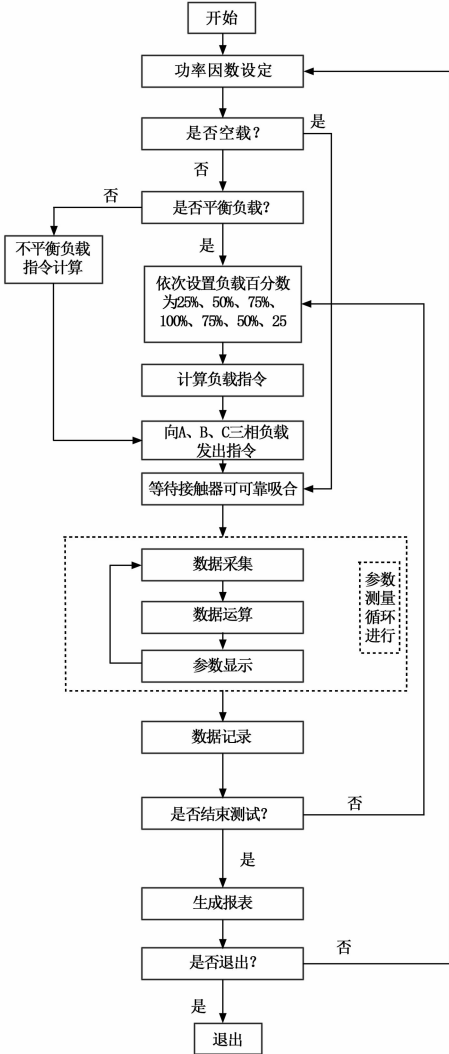 开始
功率因数设定
是否空载？
是
否
是否平衡负载？
否
是
不平衡负载
指令计算
依次设置负载百分数
为25%、50%、75%、
100%、75%、50%、25
计算负载指令
向A、B、C三相负载
发出指令
等待接触器可可靠吸合
数据采集
数据运算
参数显示
参数
测量
循环
进行
数据记录
是否结束测试？
否
是
生成报表
是否退出？
否
是
退出